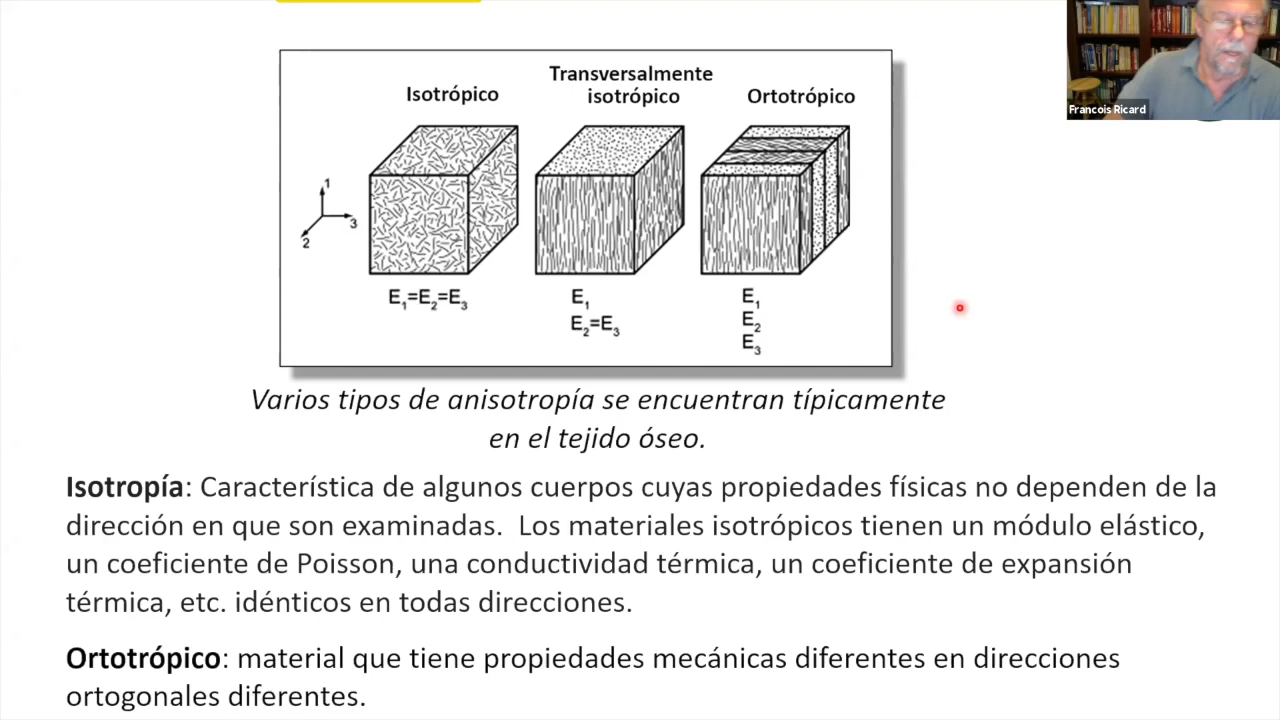 Francois Ricard
Isotrópico
Transversalmente
isotrópico
Ortotrópico
1
2
3
E1=E2=E3
E1
E2=E3
E1
E2
E3
Varios tipos de anisotropía se encuentran típicamente
en el tejido óseo.
Isotropía: Característica de algunos cuerpos cuyas propiedades físicas no dependen de la
dirección en que son examinadas. Los materiales isotrópicos tienen un módulo elástico,
un coeficiente de Poisson, una conductividad térmica, un coeficiente de expansión
térmica, etc. idénticos en todas direcciones.
Ortotrópico: material que tiene propiedades mecánicas diferentes en direcciones
ortogonales diferentes.